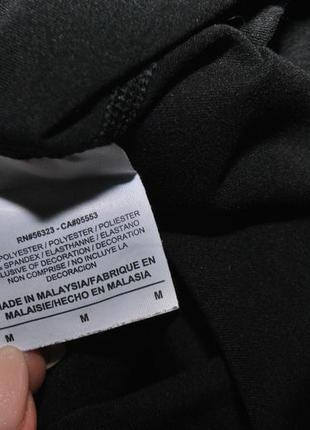 RN#56323 - CA#05553
POLYESTER / POLYESTER / POLIESTER
SPANDEX / ELASTHANNE / ELASTANO
EXCLUSIVE OF DECORATION / DECORATION
NON COMPRISE / NO INCLUYE LA
DECORACION
MADE IN MALAYSIA/FABRIQUE EN
MALAISIE/HECHO EN MALASIA
M M M